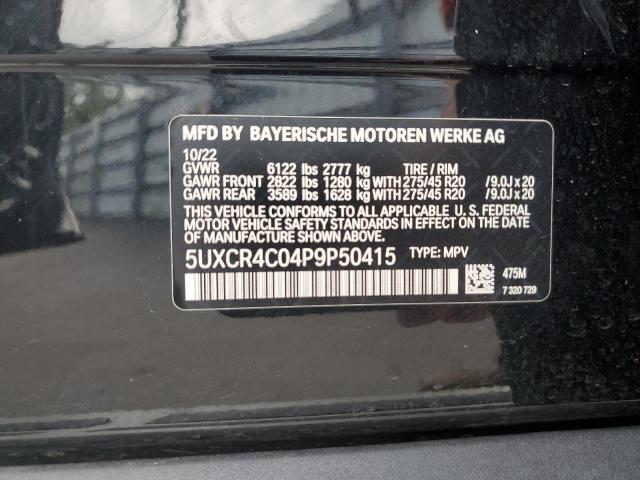 MFD BY BAYERISCHE MOTOREN WERKE AG
10/22
GVWR 6122 lbs 2777 kg TIRE / RIM
GAWR FRONT 2822 lbs 1280 kg WITH 275/45 R20 /9.0J x 20
GAWR REAR 3589 lbs 1628 kg WITH 275/45 R20 /9.0J x 20
THIS VEHICLE CONFORMS TO ALL APPLICABLE U. S. FEDERAL
MOTOR VEHICLE SAFETY STANDARDS IN EFFECT ON THE DATE
OF MANUFACTURE SHOWN ABOVE.
5UXCR4C04P9P50415 TYPE: MPV
475M
7 320 729